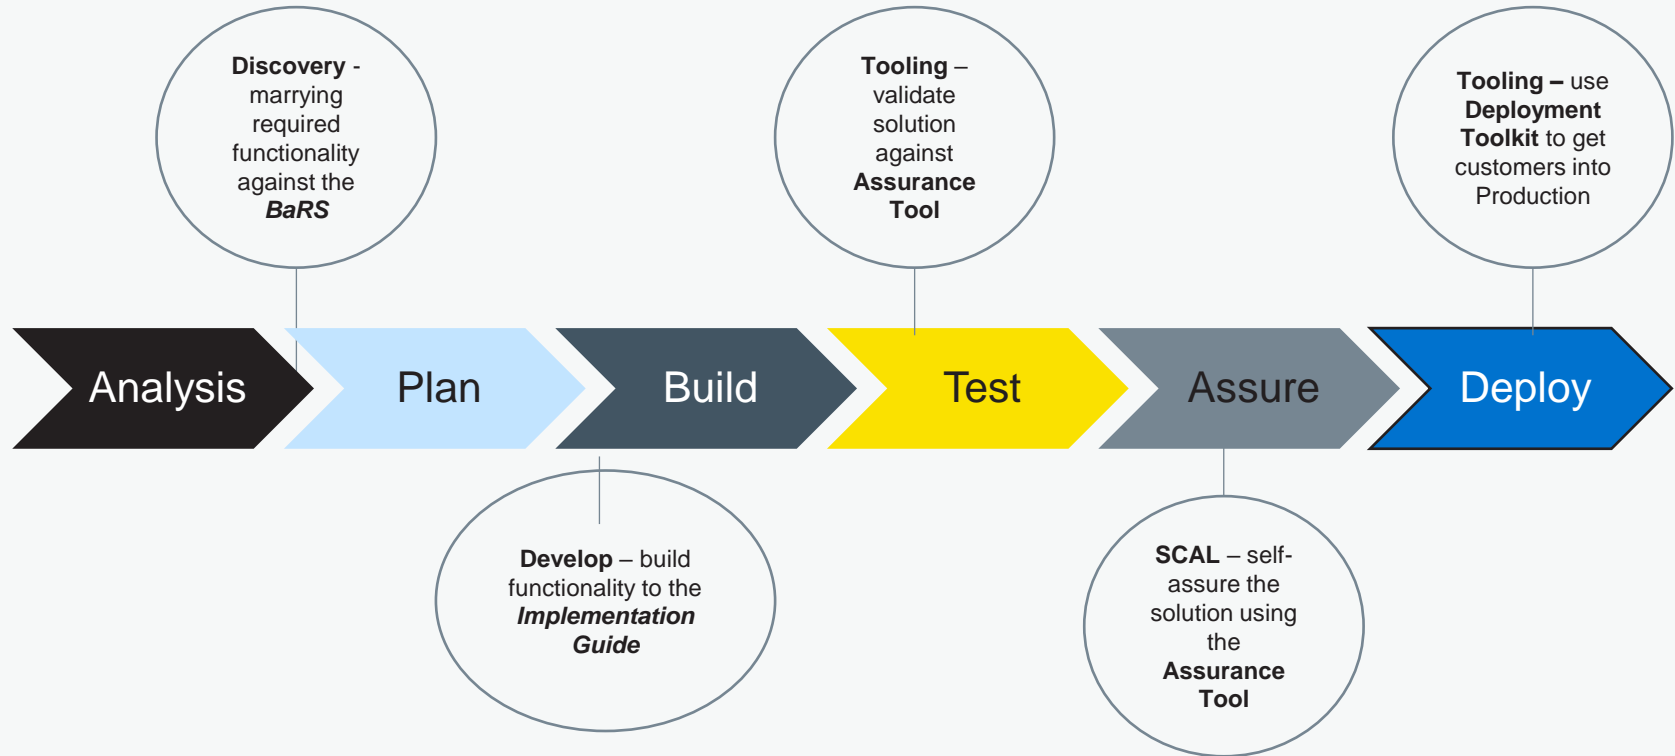 Discovery -
marrying
required
functionality
against the
BaRS
Tooling –
validate
solution
against
Assurance
Tool
Tooling – use
Deployment
Toolkit to get
customers into
Production
Analysis
Plan
Build
Test
Assure
Deploy
Develop – build
functionality to the
Implementation
Guide
SCAL – self-
assure the
solution using
the
Assurance
Tool